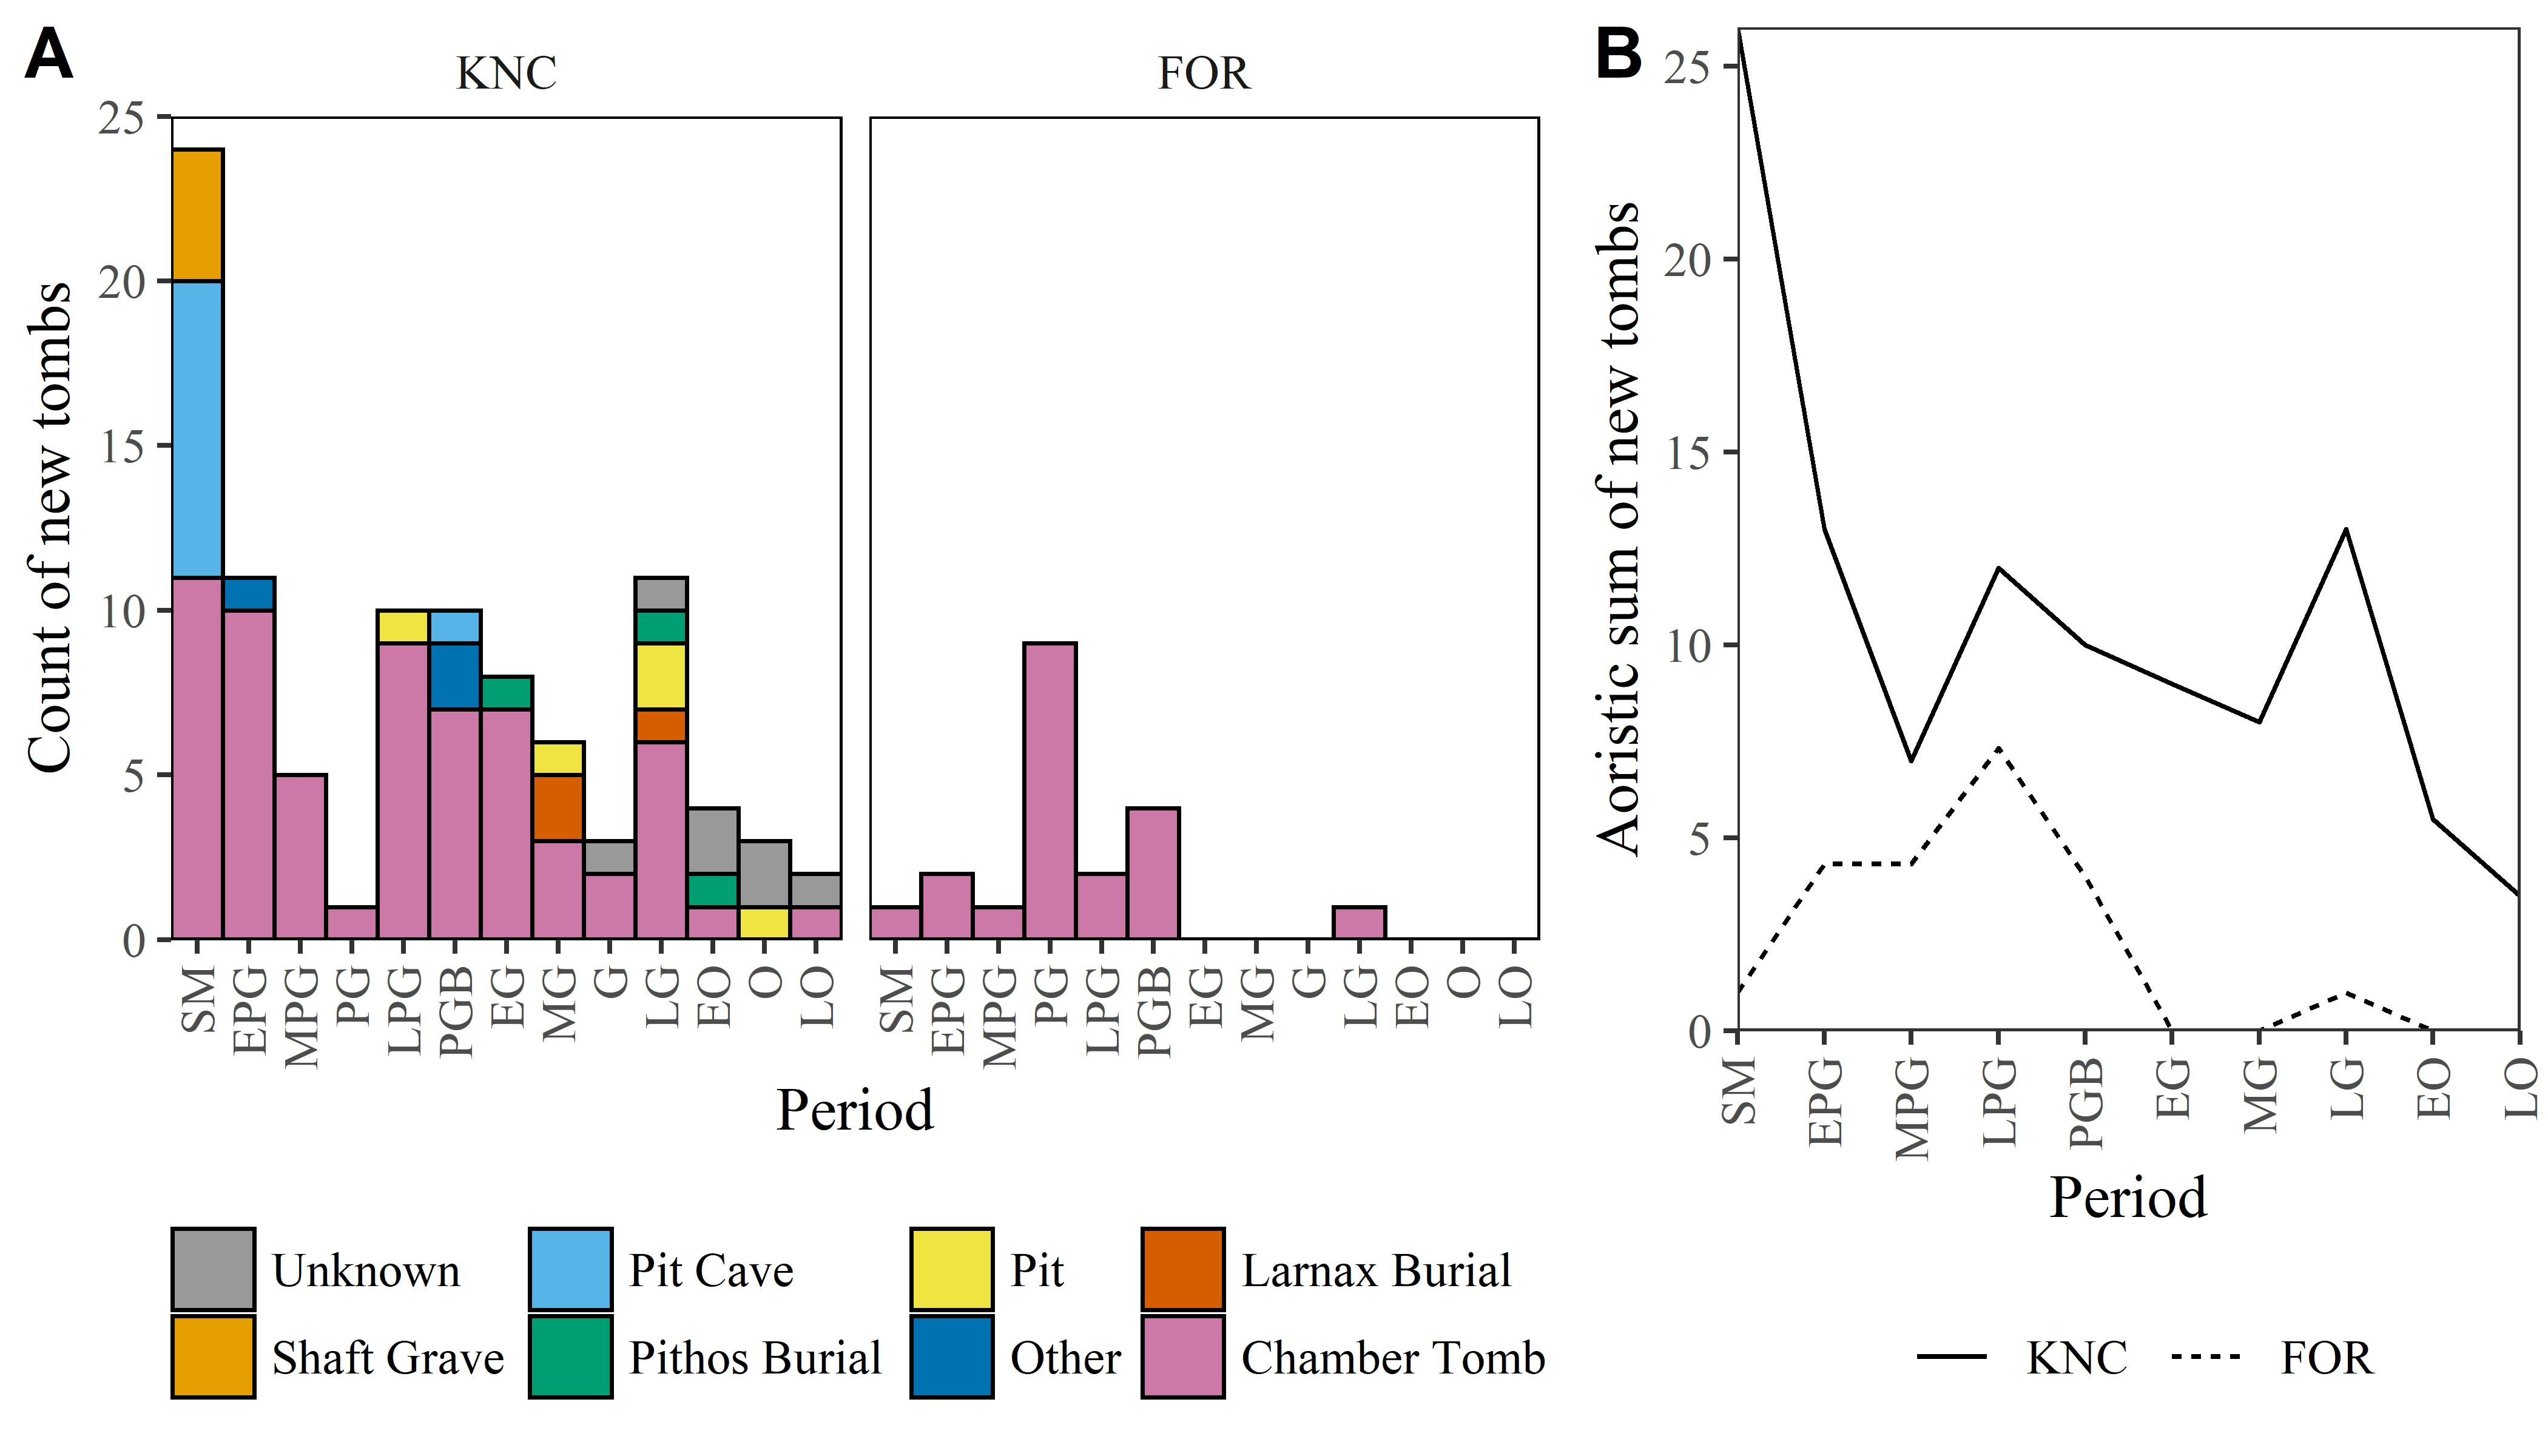 A
KNC
FOR
25
20
15
10
5
0
Count of new tombs
SM EPG MPG PG LPG PGB EG MG G LG EO O LO
SM EPG MPG PG LPG PGB EG MG G LG EO O LO
Period
Unknown Pit Cave Pit Larnax Burial
Shaft Grave Pithos Burial Other Chamber Tomb
B
25
20
15
10
5
0
Aoristic sum of new tombs
SM EPG MPG LPG PGB EG MG LG EO LO
Period
KNC FOR